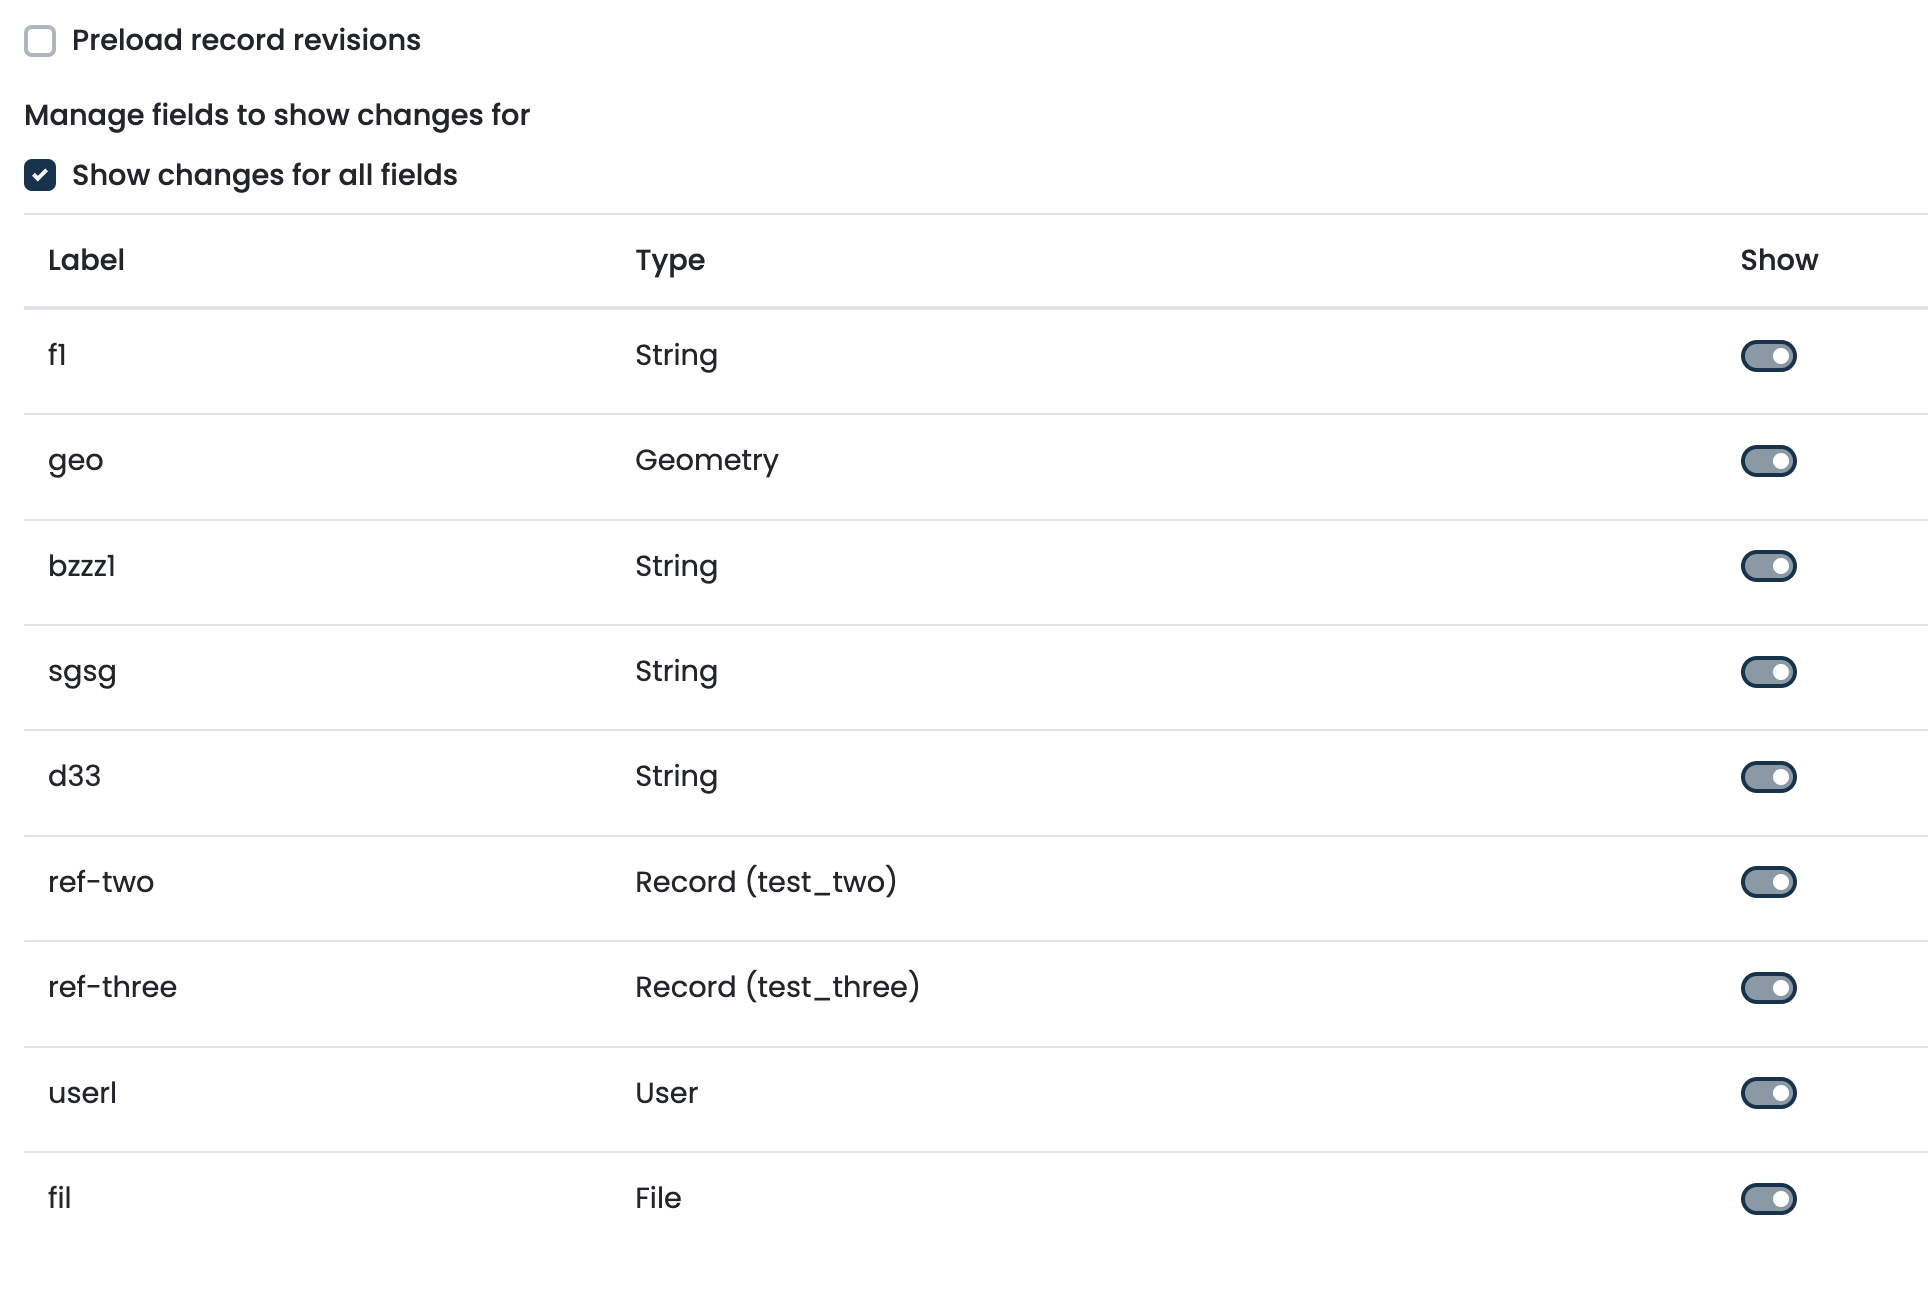 Preload record revisions
Manage fields to show changes for
Show changes for all fields
Label Type Show
f1 String
geo Geometry
bzzz1 String
sgsg String
d33 String
ref-two Record (test_two)
ref-three Record (test_three)
userl User
fil File